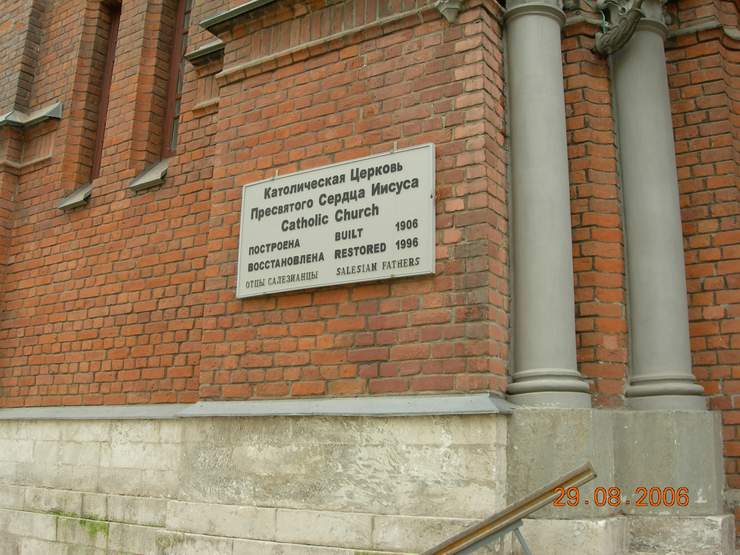 Католическая Церковь
Пресвятого Сердца Иисуса
Catholic Church
ПОСТРОЕНА BUILT 1906
ВОССТАНОВЛЕНА RESTORED 1996
ОТЦЫ САЛЕЗИАНЦЫ SALESIAN FATHERS
29.08.2006